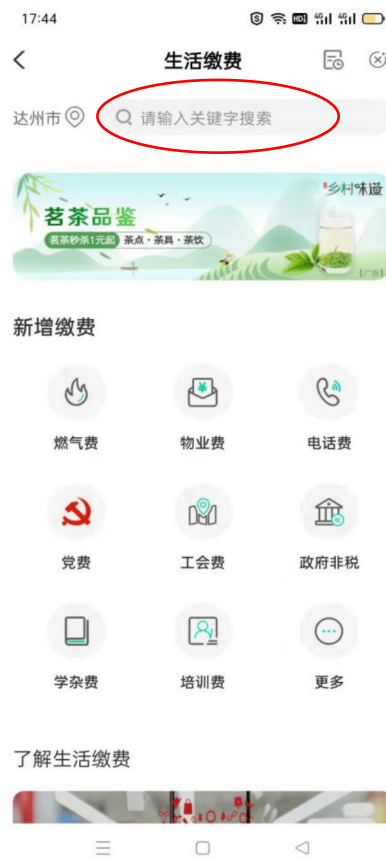 17:44
生活缴费
达州市
请输入关键字搜索
乡村味道
茗茶品鉴
茗茶秒杀1元起 茶点·茶具·茶饮
[广告]
新增缴费
燃气费 物业费 电话费
党费 工会费 政府非税
学杂费 培训费 更多
了解生活缴费